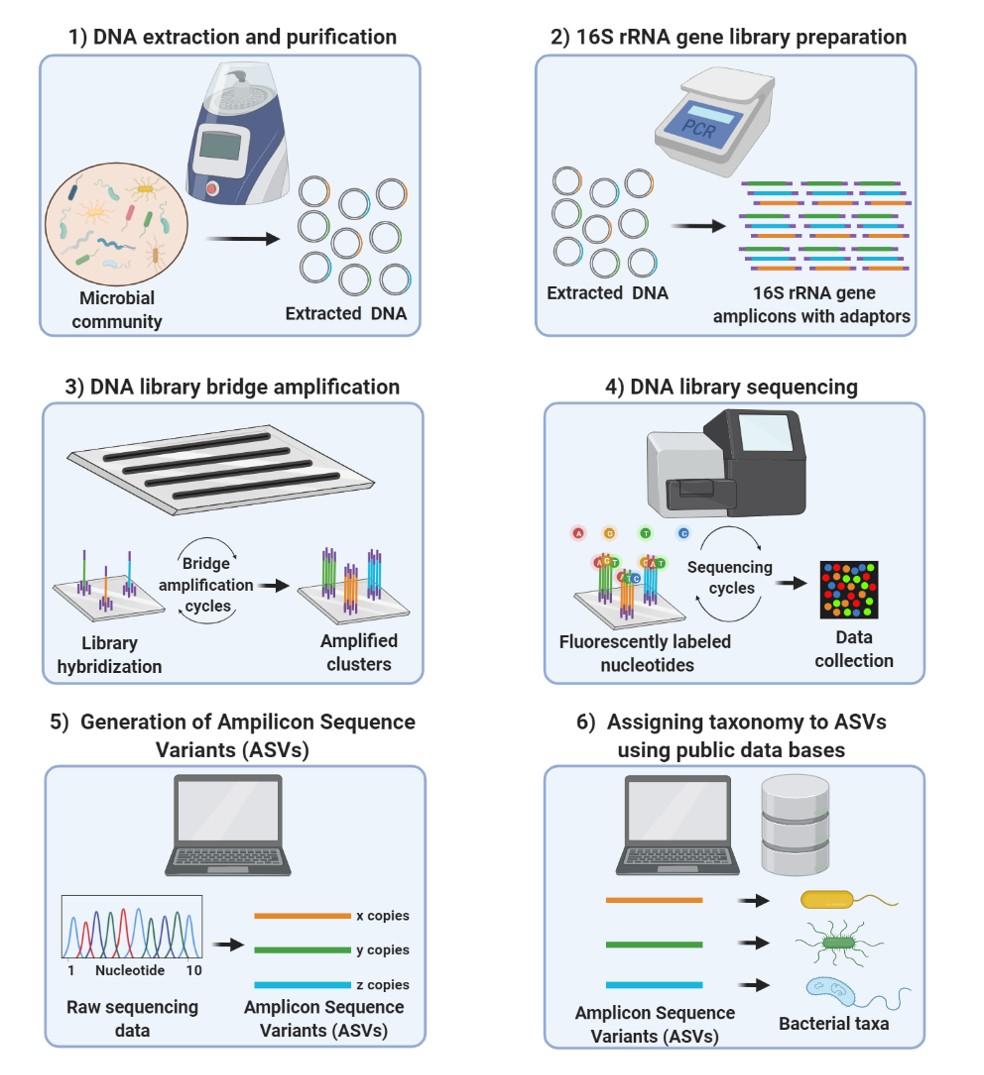 1) DNA extraction and purification
Microbial
community
Extracted DNA
2) 16S rRNA gene library preparation
PCR
Extracted DNA
16S rRNA gene
amplicons with adaptors
3) DNA library bridge amplification
Bridge
amplification
cycles
Library
hybridization
Amplified
clusters
4) DNA library sequencing
A G T C
A G T
A T C
C A T
Sequencing
cycles
Fluorescently labeled
nucleotides
Data
collection
5) Generation of Ampilicon Sequence
Variants (ASVs)
1 Nucleotide 10
Raw sequencing
data
x copies
y copies
z copies
Amplicon Sequence
Variants (ASVs)
6) Assigning taxonomy to ASVs
using public data bases
Amplicon Sequence
Variants (ASVs)
Bacterial taxa